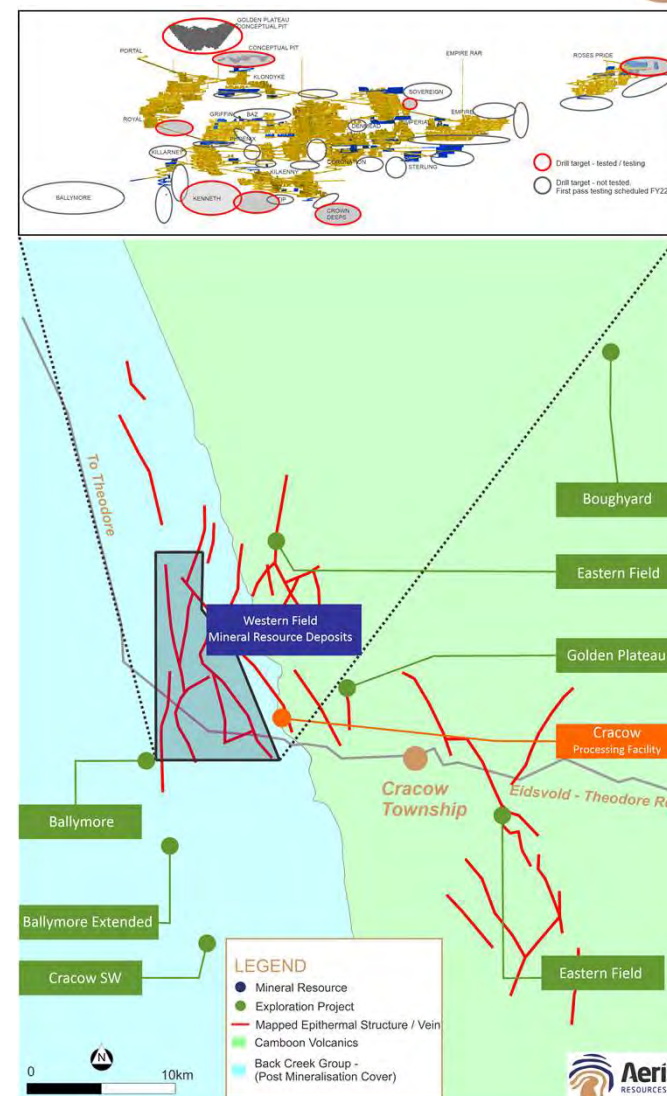 GOLDEN PLATEAU
CONCEPTUAL PIT
PORTAL
CONCEPTUAL PIT
EMPIRE RAR
ROSES PRIDE
KLONDYKE
SOVEREIGN
ROYAL
GRIFFIN
BAZ
EMPIRE
PHOENIX
DENMEAD
IMPERIAL
KILLARNEY
CORONATION
STERLING
KILKENNY
BALLYMORE
KENNETH
CROWN
DEEPS
Drill target - tested / testing
Drill target - not tested.
First pass testing scheduled FY22
To Theodore
Boughyard
Eastern Field
Western Field
Mineral Resource Deposits
Golden Plateau
Cracow
Processing Facility
Cracow
Township
Eidsvold - Theodore
Ballymore
Ballymore Extended
Cracow SW
Eastern Field
LEGEND
Mineral Resource
Exploration Project
Mapped Epithermal Structure / Vein
Camboon Volcanics
Back Creek Group -
(Post Mineralisation Cover)
N
0 10km
Aeri
RESOURCES